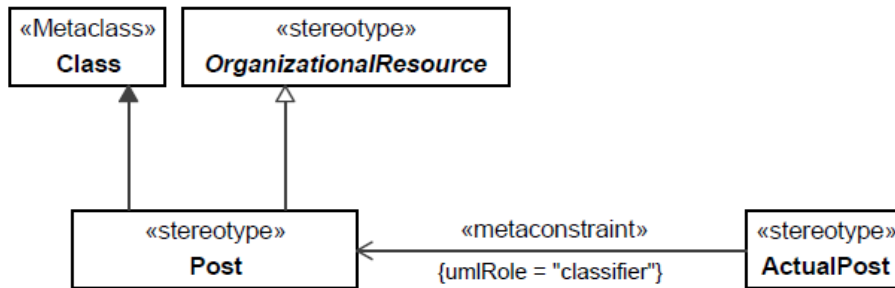 «Metaclass»
Class
«stereotype»
OrganizationalResource
«stereotype»
Post
«metaconstraint»
{umlRole = "classifier"}
«stereotype»
ActualPost